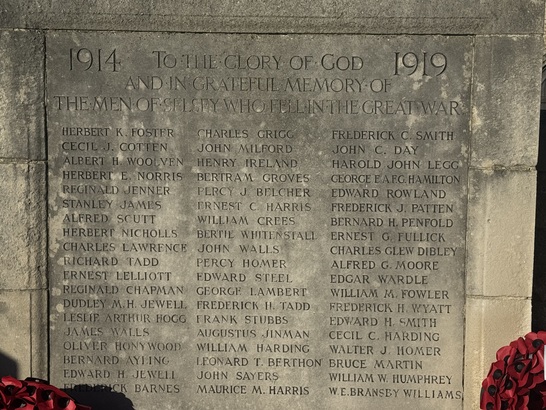 1914 TO THE GLORY OF GOD 1919
AND IN GRATEFUL MEMORY OF
THE MEN OF SELSEY WHO FELL IN THE GREAT WAR
HERBERT K. FOSTER
CECIL J. COTTEN
ALBERT H. WOOLVEN
HERBERT E. NORRIS
REGINALD JENNER
STANLEY JAMES
ALFRED SCUTT
HERBERT NICHOLLS
CHARLES LAWRENCE
RICHARD TADD
ERNEST LELLIOTT
REGINALD CHAPMAN
DUDLEY M.H. JEWELL
LESLIE ARTHUR HOGG
JAMES WALLS
OLIVER HONYWOOD
BERNARD AYLING
EDWARD H. JEWELL
FREDERICK BARNES
CHARLES GRIGG
JOHN MILFORD
HENRY IRELAND
BERTRAM GROVES
PERCY J. BELCHER
ERNEST C. HARRIS
WILLIAM CREES
BERTIE WHITENSTALL
JOHN WALLS
PERCY HOMER
EDWARD STEEL
GEORGE LAMBERT
FREDERICK H. TADD
FRANK STUBBS
AUGUSTUS JINMAN
WILLIAM HARDING
LEONARD T. BERTHON
JOHN SAYERS
MAURICE M. HARRIS
FREDERICK C. SMITH
JOHN C. DAY
HAROLD JOHN LEGG
GEORGE E.A.F.G. HAMILTON
EDWARD ROWLAND
FREDERICK J. PATTEN
BERNARD H. PENFOLD
ERNEST G. FULLICK
CHARLES GLEW DIBLEY
ALFRED G. MOORE
EDGAR WARDLE
WILLIAM M. FOWLER
FREDERICK H. WYATT
EDWARD H. SMITH
CECIL C. HARDING
WALTER J. HOMER
BRUCE MARTIN
WILLIAM W. HUMPHREY
W.E. BRANSBY WILLIAMS